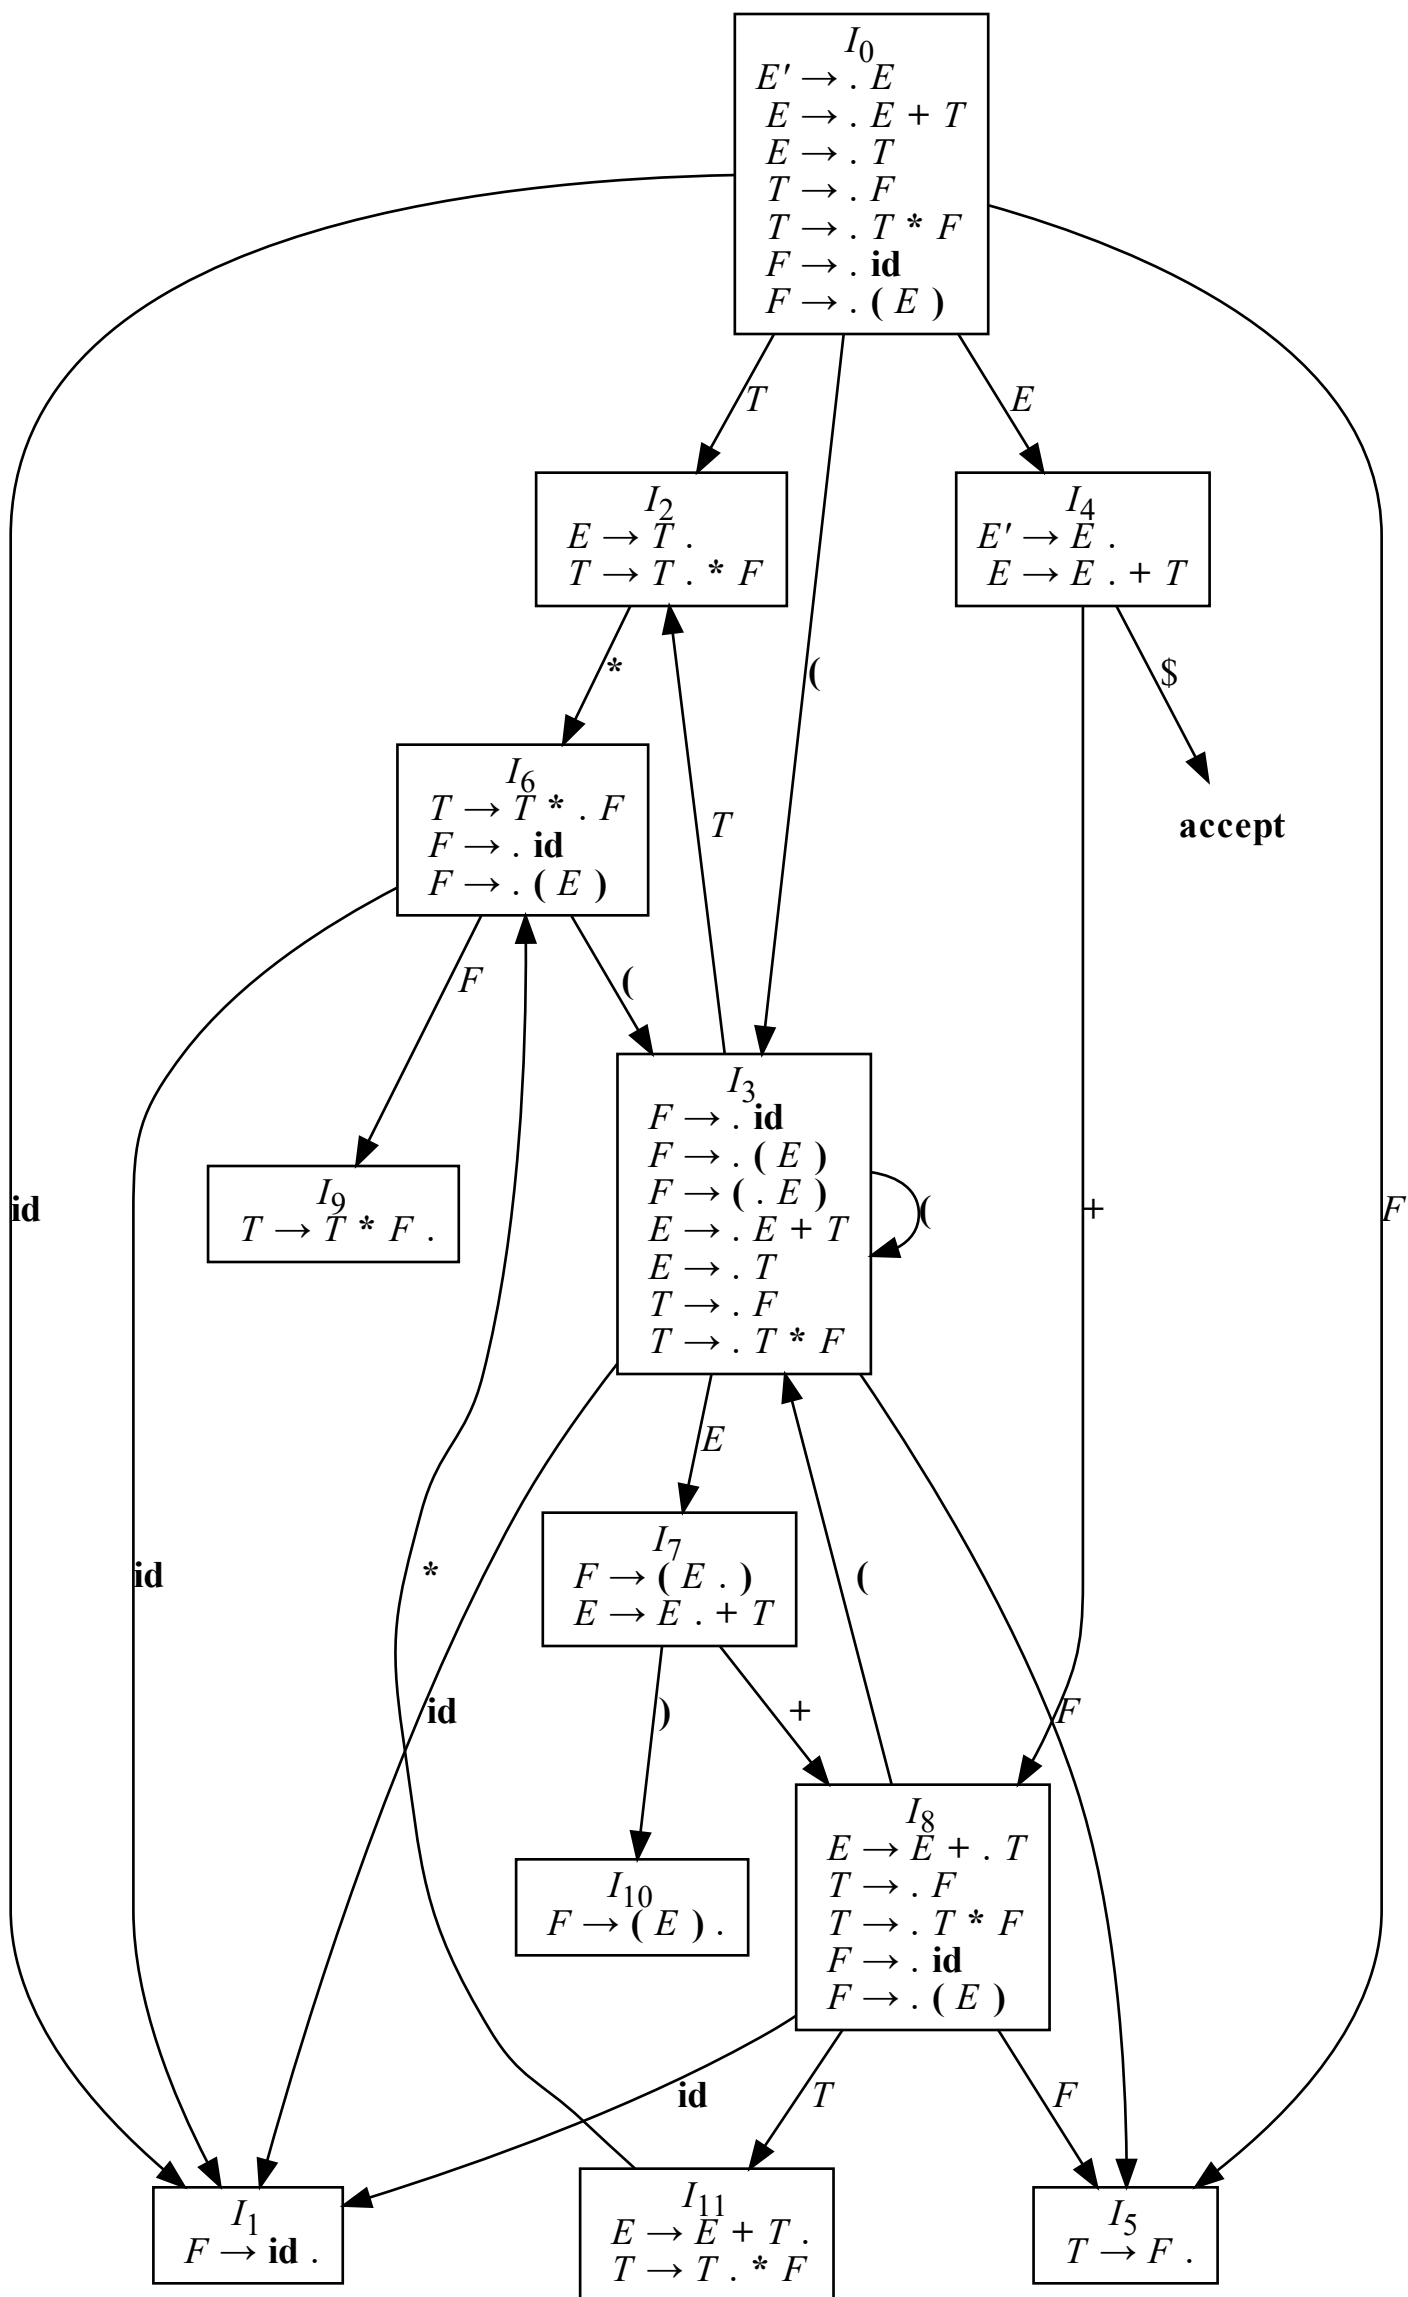 I0
E′ → . E
E → . E + T
E → . T
T → . F
T → . T * F
F → . id
F → . ( E )
T
E
I2
E → T .
T → T . * F
I4
E′ → E .
E → E . + T
*
(
$
I6
T → T * . F
F → . id
F → . ( E )
T
accept
F
(
I3
F → . id
F → . ( E )
F → ( . E )
E → . E + T
E → . T
T → . F
T → . T * F
id
I9
T → T * F .
(
+
F
E
I7
F → ( E . )
E → E . + T
id
*
(
id
)
+
F
I8
E → E + . T
T → . F
T → . T * F
F → . id
F → . ( E )
I10
F → ( E ) .
id
T
F
I1
F → id .
I11
E → E + T .
T → T . * F
I5
T → F .